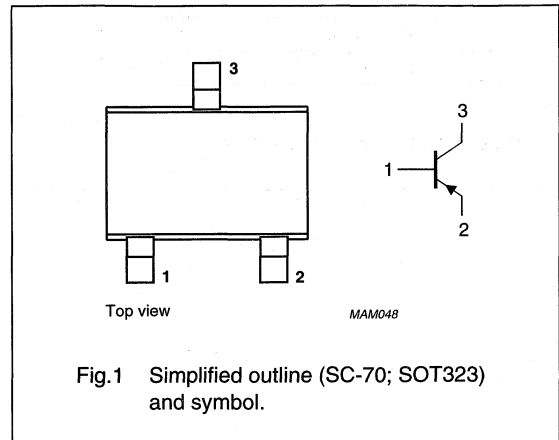 3
3
1
2
1
2
Top view
MAM048
Fig.1 Simplified outline (SC-70; SOT323)
and symbol.